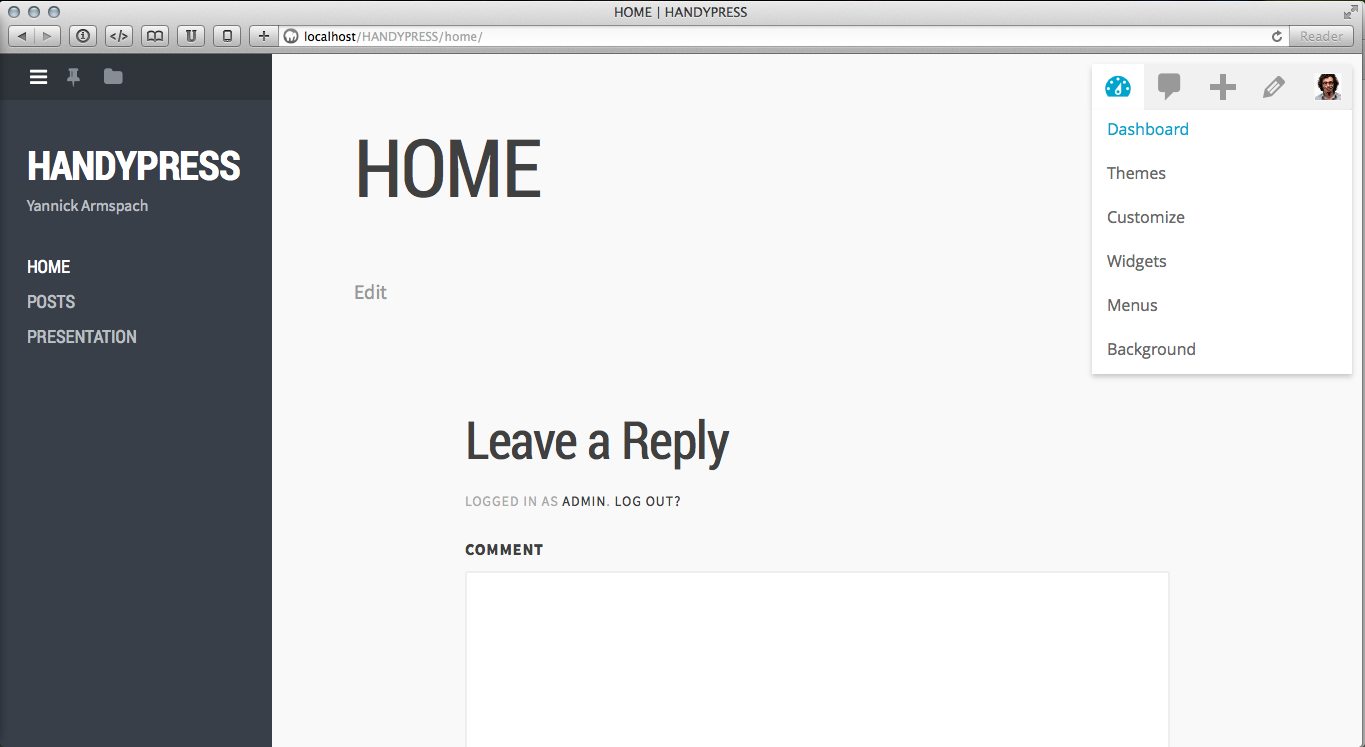 HOME | HANDYPRESS
localhost/HANDYPRESS/home/
Reader
HANDYPRESS
Yannick Armspach
HOME
POSTS
PRESENTATION
HOME
Edit
Dashboard
Themes
Customize
Widgets
Menus
Background
Leave a Reply
LOGGED IN AS ADMIN. LOG OUT?
COMMENT